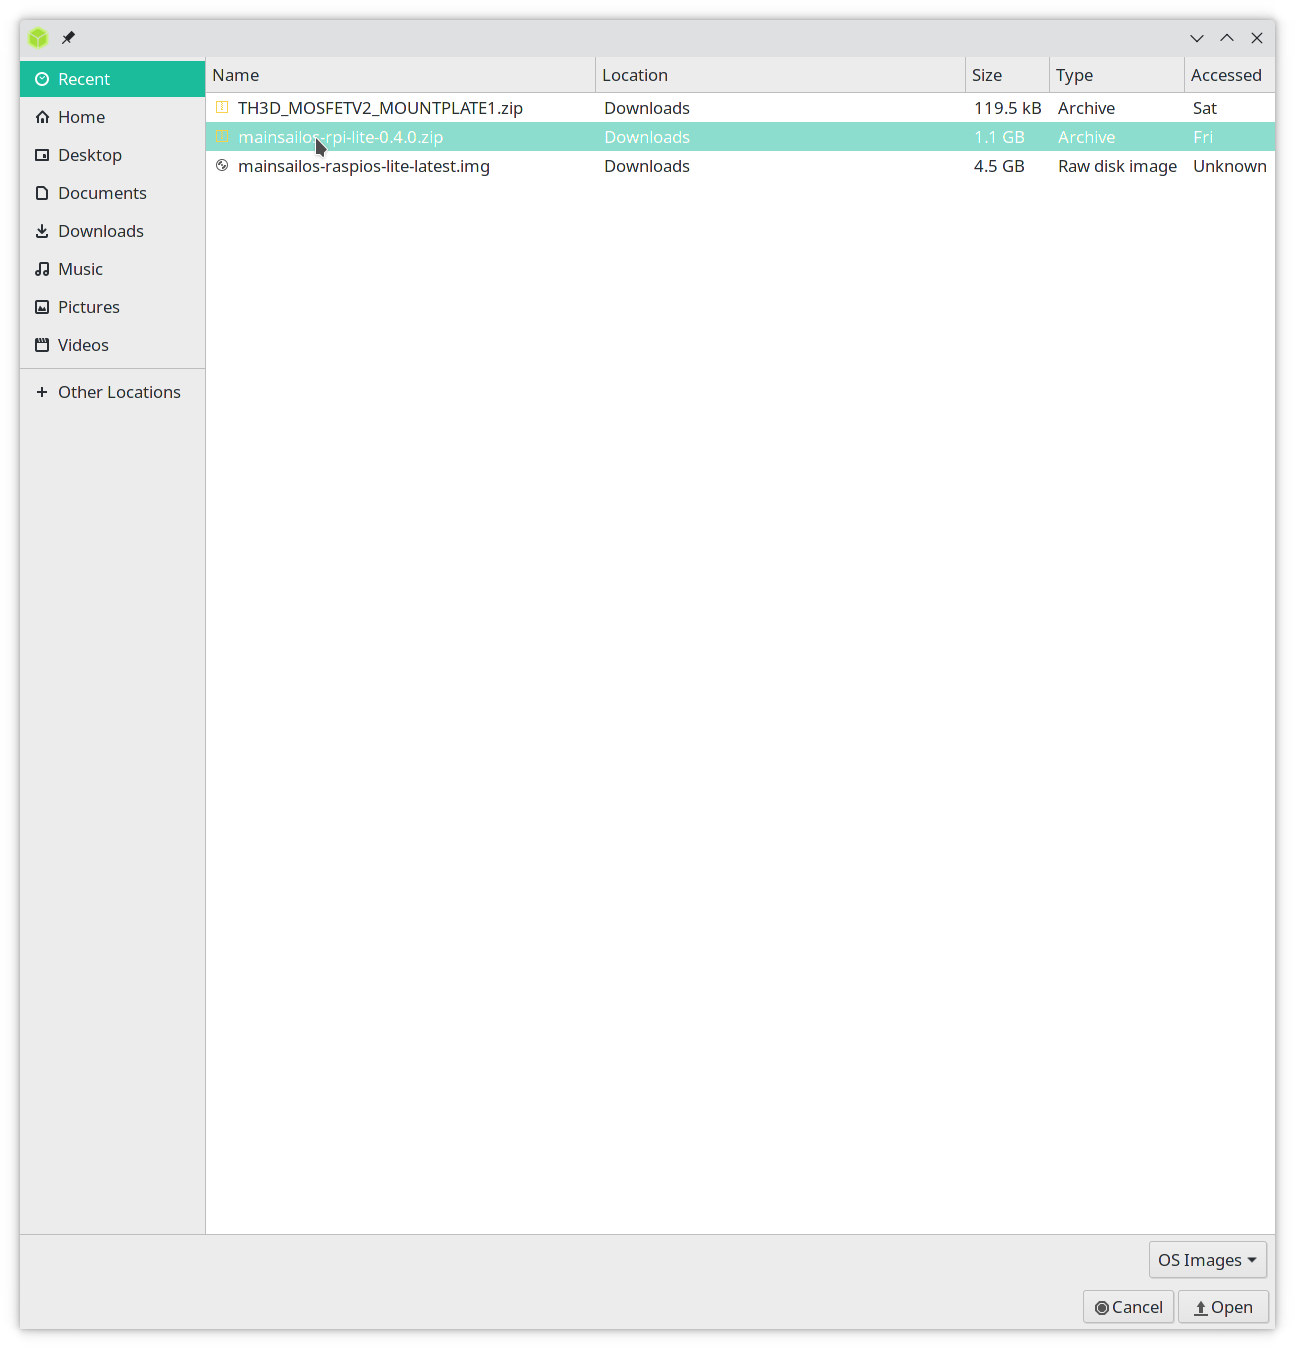 Recent
Home
Desktop
Documents
Downloads
Music
Pictures
Videos
Other Locations
Name Location Size Type Accessed
TH3D_MOSFETV2_MOUNTPLATE1.zip Downloads 119.5 kB Archive Sat
mainsailos-rpi-lite-0.4.0.zip Downloads 1.1 GB Archive Fri
mainsailos-raspios-lite-latest.img Downloads 4.5 GB Raw disk image Unknown
OS Images
Cancel Open